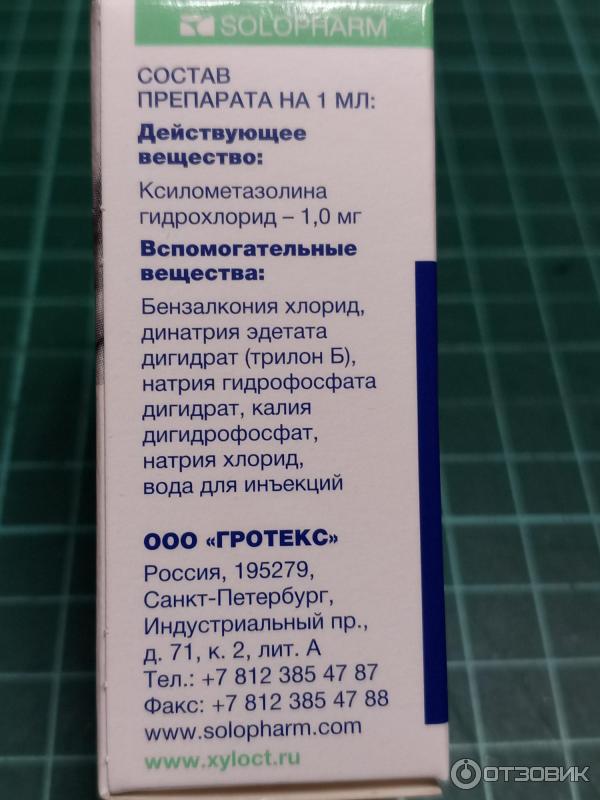 SOLOPHARM
СОСТАВ
ПРЕПАРАТА НА 1 МЛ:
Действующее
вещество:
Ксилометазолина
гидрохлорид – 1,0 мг
Вспомогательные
вещества:
Бензалкония хлорид,
динатрия эдетата
дигидрат (трилон Б),
натрия гидрофосфата
дигидрат, калия
дигидрофосфат,
натрия хлорид,
вода для инъекций
ООО «ГРОТЕКС»
Россия, 195279,
Санкт-Петербург,
Индустриальный пр.,
д. 71, к. 2, лит. А
Тел.: +7 812 385 47 87
Факс: +7 812 385 47 88
www.solopharm.com
www.xyloct.ru
ОТЗОВИК